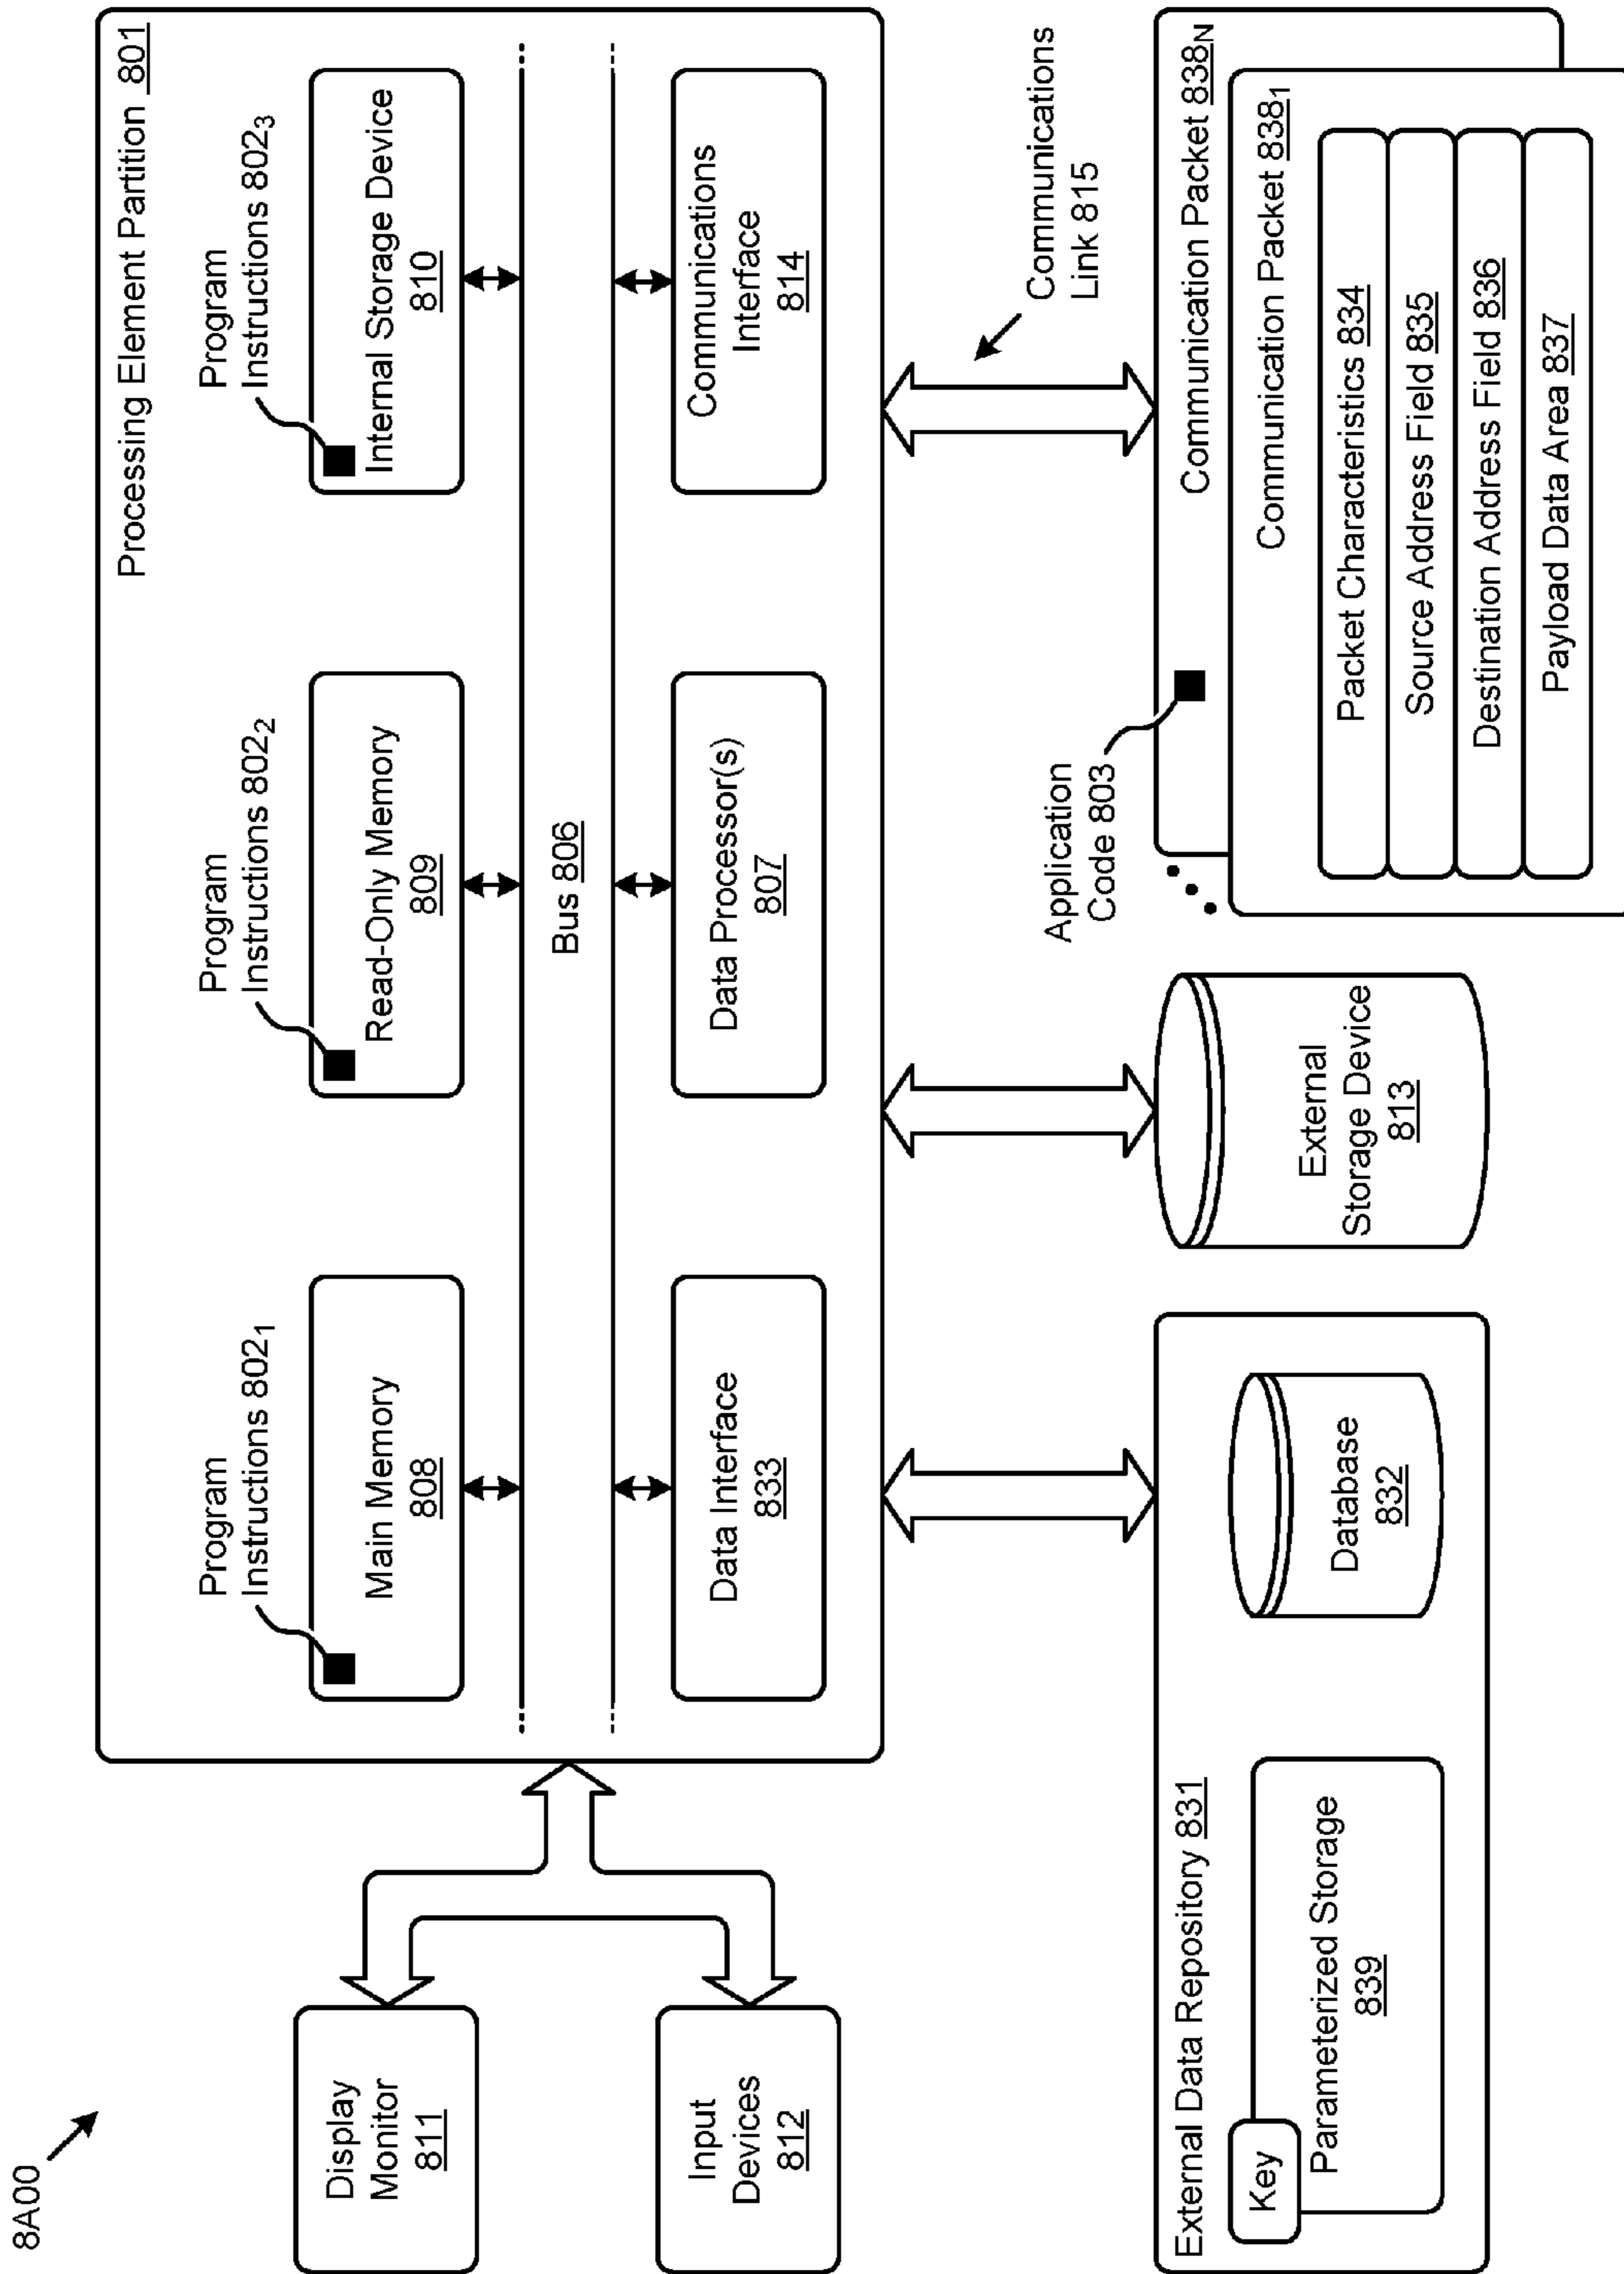 8A00
Processing Element Partition 801
Program
Instructions 802₁
Program
Instructions 802₂
Program
Instructions 802₃
Main Memory
808
Read-Only Memory
809
Internal Storage Device
810
Bus 806
Data Interface
833
Data Processor(s)
807
Communications
Interface
814
Display
Monitor
811
Input
Devices
812
Communications
Link 815
External Data Repository 831
Key
Parameterized Storage
839
Database
832
External
Storage Device
813
Application
Code 803
Communication Packet 838N
Communication Packet 838₁
Packet Characteristics 834
Source Address Field 835
Destination Address Field 836
Payload Data Area 837